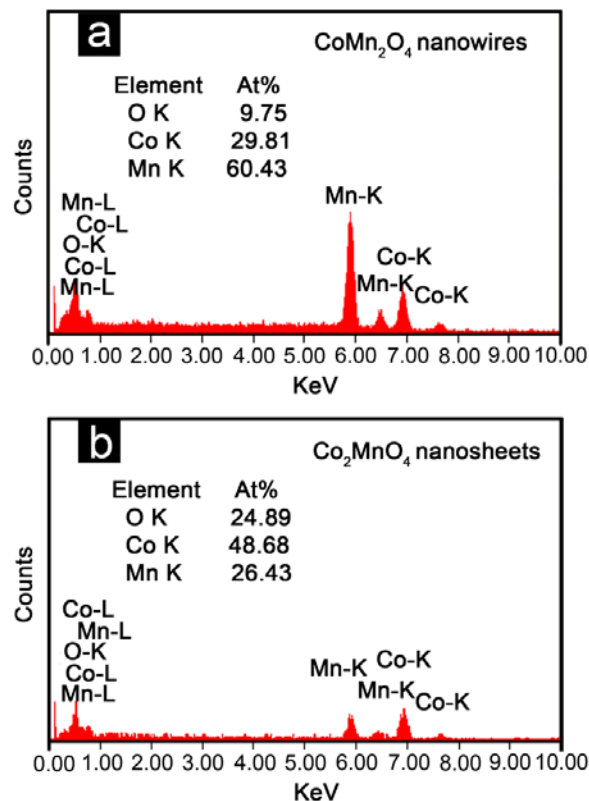 a
CoMn₂O₄ nanowires
Element At%
O K 9.75
Co K 29.81
Mn K 60.43
Counts
Mn-L
Co-L
O-K
Co-L
Mn-L
Mn-K
Co-K
Mn-K
Co-K
0.00 1.00 2.00 3.00 4.00 5.00 6.00 7.00 8.00 9.00 10.00
KeV
b
Co₂MnO₄ nanosheets
Element At%
O K 24.89
Co K 48.68
Mn K 26.43
Counts
Co-L
Mn-L
O-K
Co-L
Mn-L
Mn-K
Co-K
Mn-K
Co-K
0.00 1.00 2.00 3.00 4.00 5.00 6.00 7.00 8.00 9.00 10.00
KeV